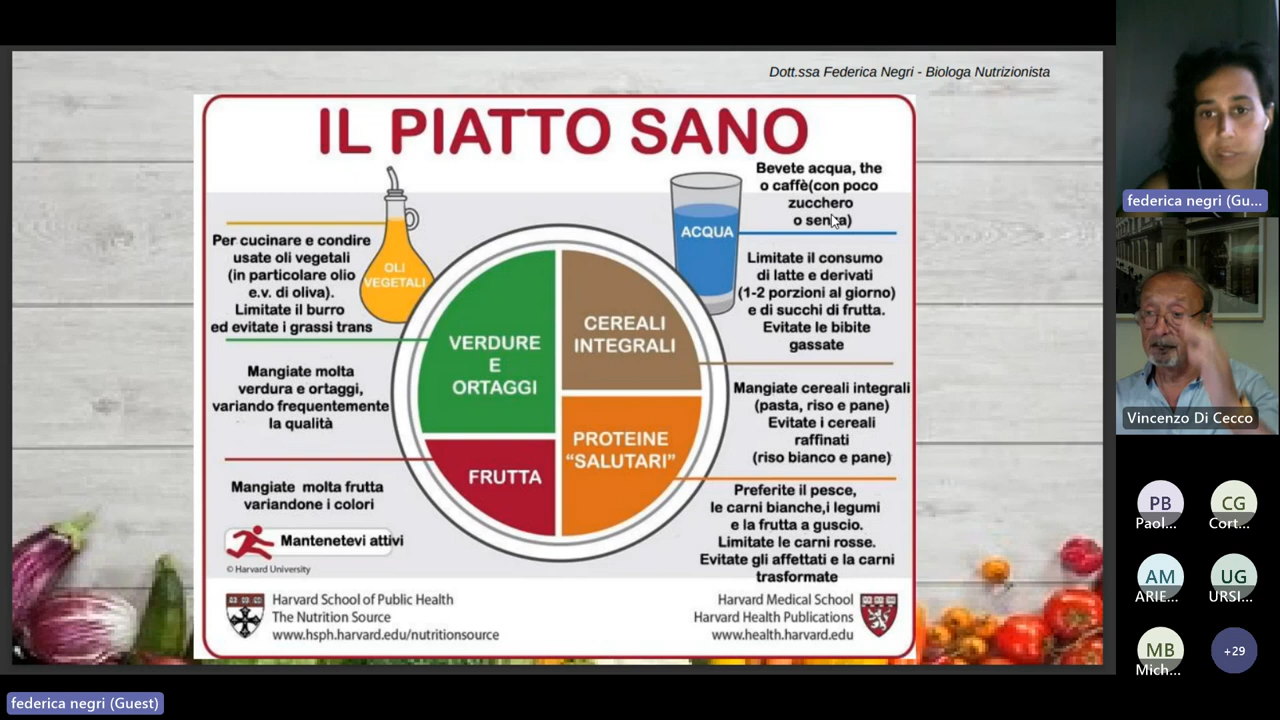 Dott.ssa Federica Negri - Biologa Nutrizionista
IL PIATTO SANO
Per cucinare e condire
usate oli vegetali
(in particolare olio
e.v. di oliva).
Limitate il burro
ed evitate i grassi trans
OLI
VEGETALI
Mangiate molta
verdura e ortaggi,
variando frequentemente
la qualità
Mangiate molta frutta
variandone i colori
Mantenetevi attivi
© Harvard University
VERDURE
E
ORTAGGI
FRUTTA
CEREALI
INTEGRALI
PROTEINE
“SALUTARI”
ACQUA
Bevete acqua, the
o caffè(con poco
zucchero
o senza)
Limitate il consumo
di latte e derivati
(1-2 porzioni al giorno)
e di succhi di frutta.
Evitate le bibite
gassate
Mangiate cereali integrali
(pasta, riso e pane)
Evitate i cereali
raffinati
(riso bianco e pane)
Preferite il pesce,
le carni bianche,i legumi
e la frutta a guscio.
Limitate le carni rosse.
Evitate gli affettati e la carni
trasformate
Harvard School of Public Health
The Nutrition Source
www.hsph.harvard.edu/nutritionsource
Harvard Medical School
Harvard Health Publications
www.health.harvard.edu
federica negri (Gu...
Vincenzo Di Cecco
PB
Paol...
CG
Cort...
AM
ARIE...
UG
URSI...
MB
Mich...
+29
federica negri (Guest)